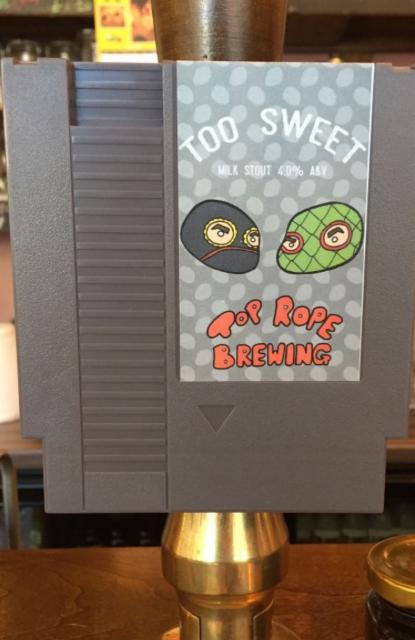 TOO SWEET
MILK STOUT 4.0% ABV
TOP ROPE
BREWING